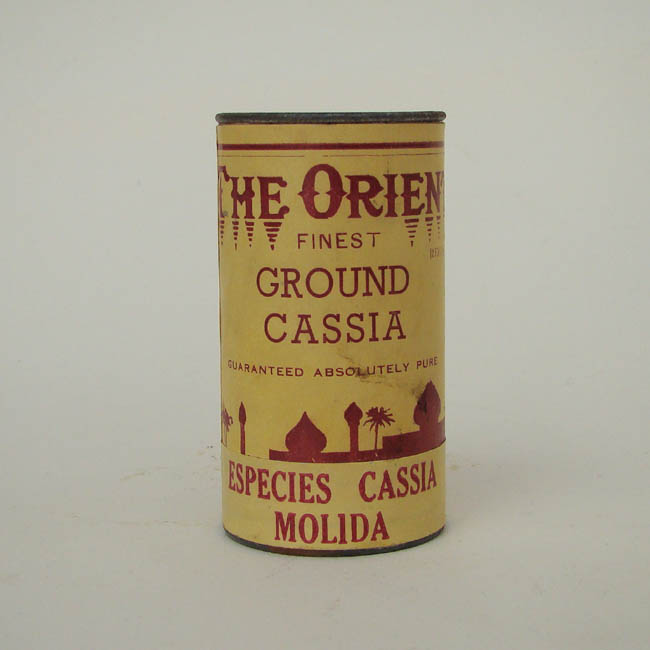 THE ORIENT
FINEST
GROUND
CASSIA
GUARANTEED ABSOLUTELY PURE
ESPECIES CASSIA
MOLIDA